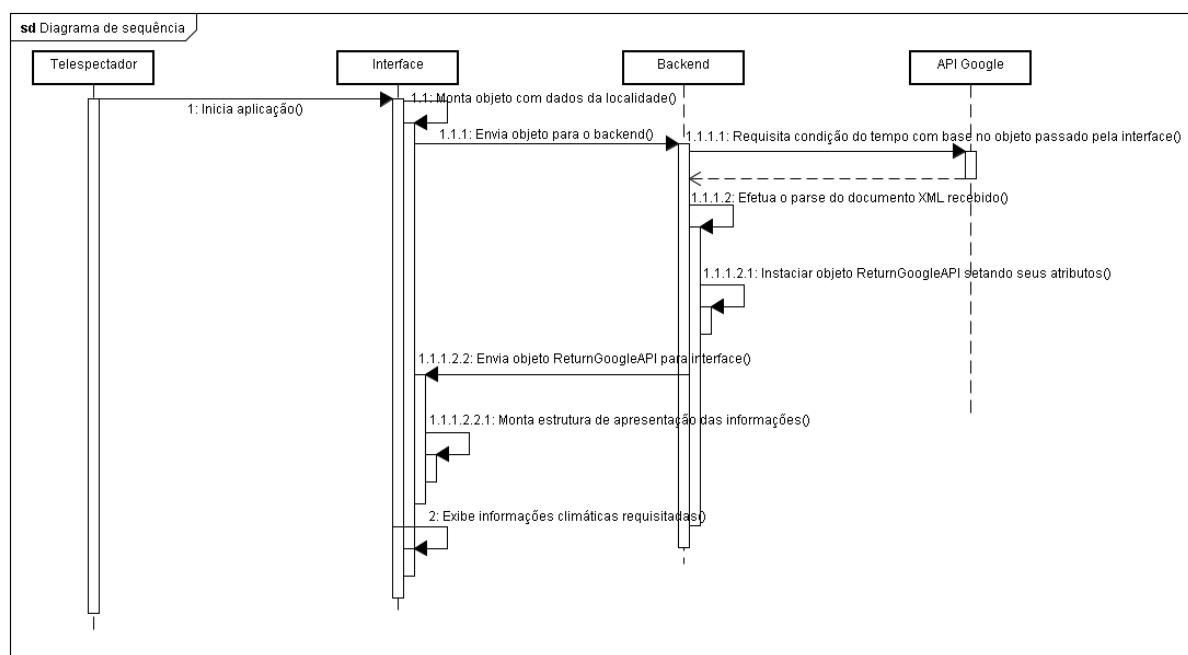 sd Diagrama de sequência
Telespectador
Interface
Backend
API Google
1: Inicia aplicação()
1.1: Monta objeto com dados da localidade()
1.1.1: Envia objeto para o backend()
1.1.1.1: Requisita condição do tempo com base no objeto passado pela interface()
1.1.1.2: Efetua o parse do documento XML recebido()
1.1.1.2.1: Instaciar objeto ReturnGoogleAPI setando seus atributos()
1.1.1.2.2: Envia objeto ReturnGoogleAPI para interface()
1.1.1.2.2.1: Monta estrutura de apresentação das informações()
2: Exibe informações climáticas requisitadas()